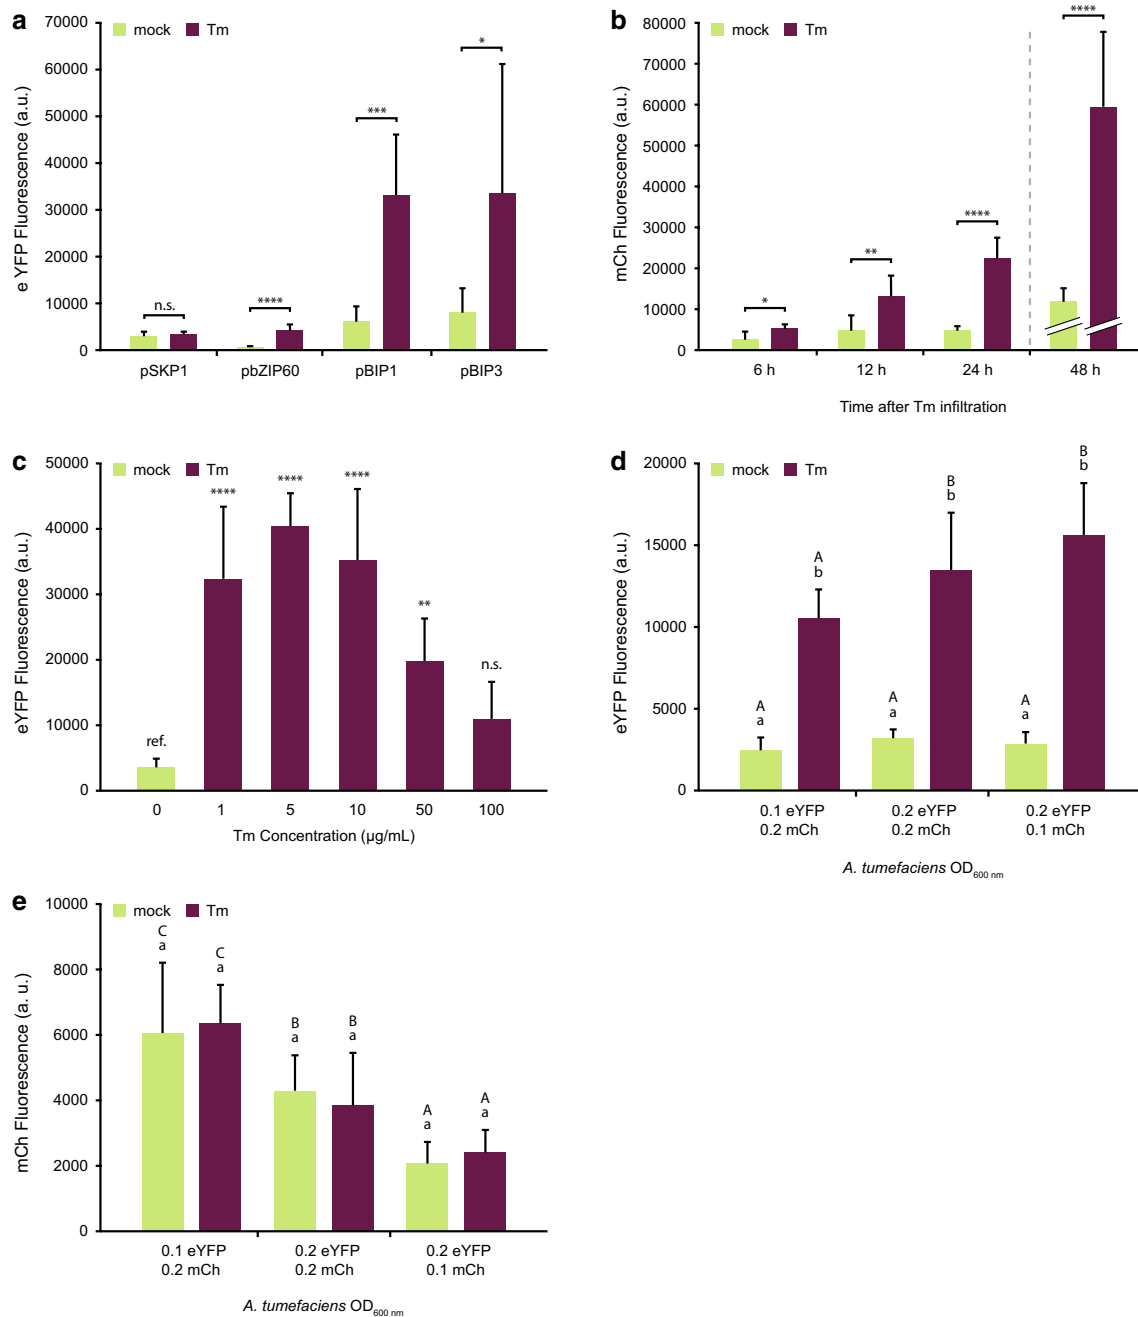 a
eYFP Fluorescence (a.u.)
70000
60000
50000
40000
30000
20000
10000
0
mock Tm
n.s.
****
***
*
pSKP1 pbZIP60 pBIP1 pBIP3
b
mCh Fluorescence (a.u.)
80000
70000
60000
50000
40000
30000
20000
10000
0
mock Tm
*
**
****
****
6 h 12 h 24 h 48 h
Time after Tm infiltration
c
eYFP Fluorescence (a.u.)
50000
40000
30000
20000
10000
0
mock Tm
ref.
****
****
****
**
n.s.
0 1 5 10 50 100
Tm Concentration (µg/mL)
d
eYFP Fluorescence (a.u.)
20000
15000
10000
5000
0
mock Tm
A A A B A B
a b a b a b
0.1 eYFP 0.2 eYFP 0.2 eYFP
0.2 mCh 0.2 mCh 0.1 mCh
A. tumefaciens OD600 nm
e
mCh Fluorescence (a. u.)
10000
8000
6000
4000
2000
0
mock Tm
C C B B A A
a a a a a a
0.1 eYFP 0.2 eYFP 0.2 eYFP
0.2 mCh 0.2 mCh 0.1 mCh
A. tumefaciens OD600 nm